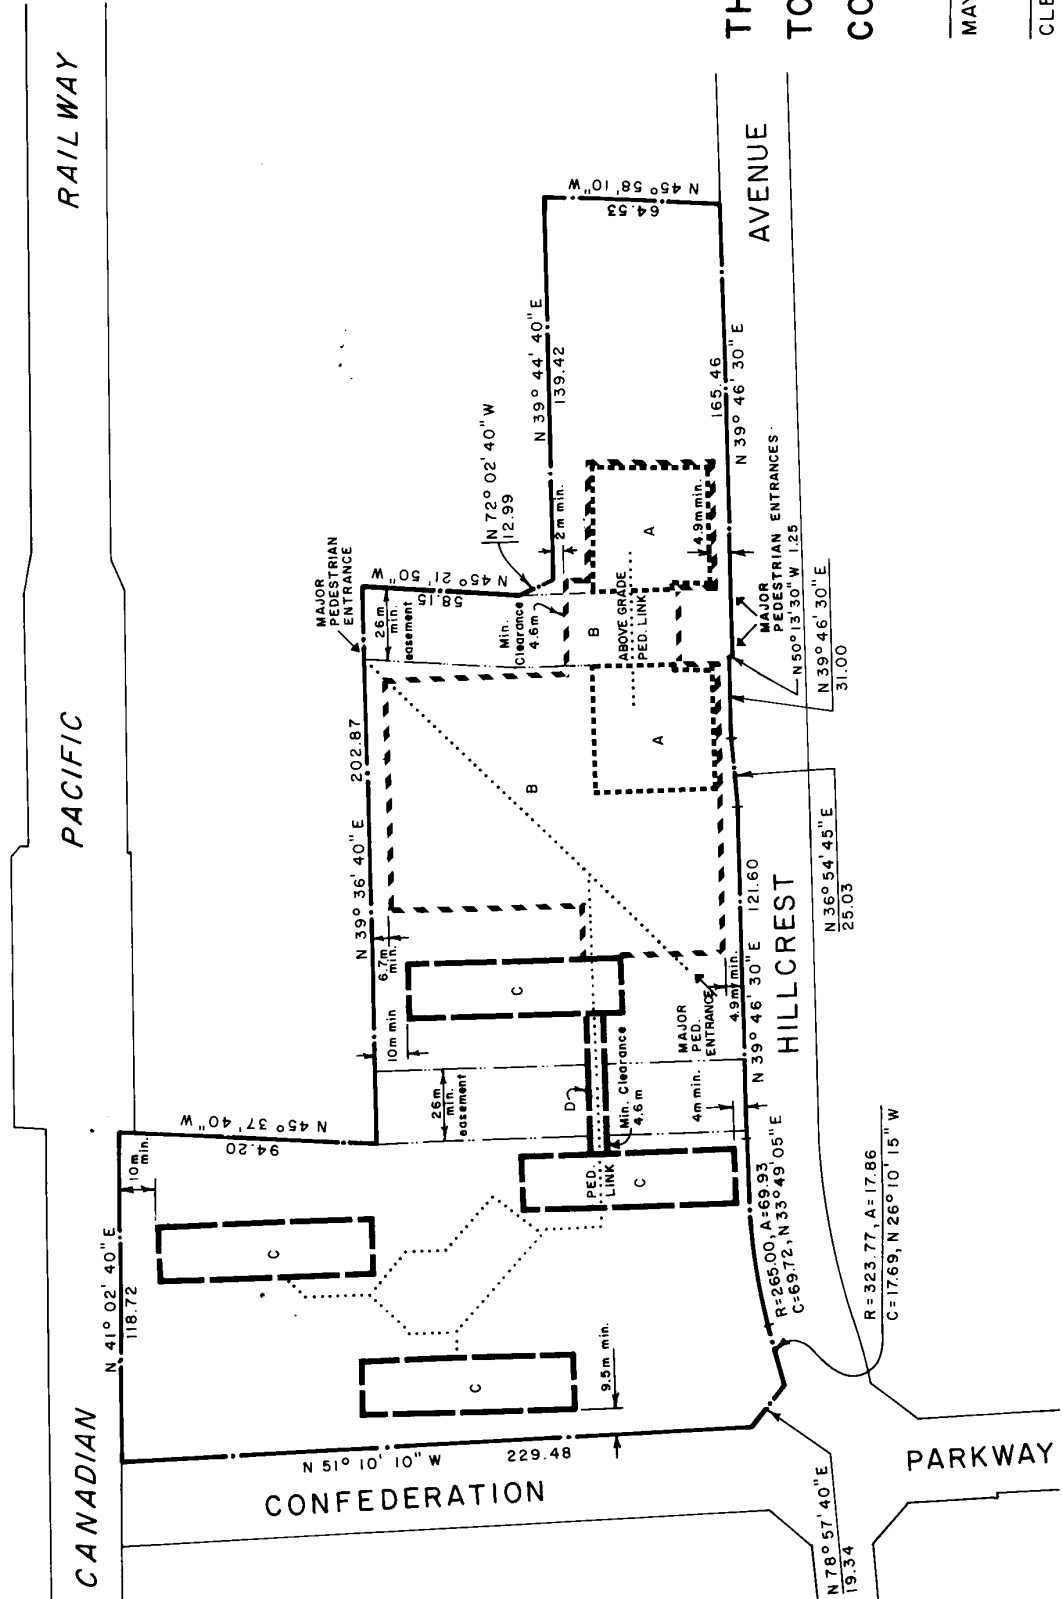 CANADIAN PACIFIC RAILWAY
TH
TO
CO
MAY
CLE
N 45° 58' 10" W
64.53
AVENUE
N 39° 44' 40" E
139.42
165.46
N 39° 46' 30" E
N 72° 02' 40" W
12.99
2m min.
4.9m min.
A
MAJOR
PEDESTRIAN ENTRANCES
MAJOR
PEDESTRIAN
ENTRANCE
N 45° 21' 50" W
58.15
26m
min.
easement
Min.
Clearance
4.6m
B
ABOVE GRADE
PED. LINK
N 50° 13' 30" W 1.25
N 39° 46' 30" E
31.00
A
202.87
N 39° 36' 40" E
B
N 36° 54' 45" E
25.03
121.60
N 39° 46' 30" E
HILLCREST
6.7m
min.
10m min
C
MAJOR
PED.
ENTRANCE
4.9m min.
26m
min.
easement
D
Min. Clearance
4.6m
4m min.
N 45° 37' 40" W
94.20
10m
min.
PED.
LINK
C
R=265.00, A=69.93
C=69.72, N 33° 49' 05" E
R=323.77, A=17.86
C=17.69, N 26° 10' 15" W
N 41° 02' 40" E
118.72
C
C
9.5m min.
N 51° 10' 10" W
229.48
CONFEDERATION
PARKWAY
N 78° 57' 40" E
19.34